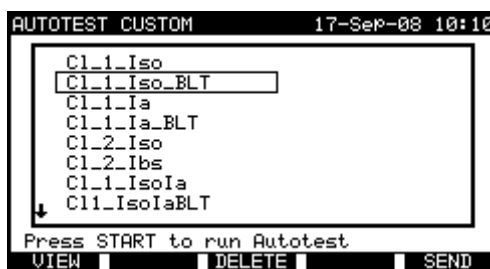 AUTOTEST CUSTOM 17-Sep-08 10:10
Cl_1_Iso
Cl_1_Iso_BLT
Cl_1_Ia
Cl_1_Ia_BLT
Cl_2_Iso
Cl_2_Ibs
Cl_1_IsoIa
Cl1_IsoIaBLT
Press START to run Autotest
VIEW DELETE SEND